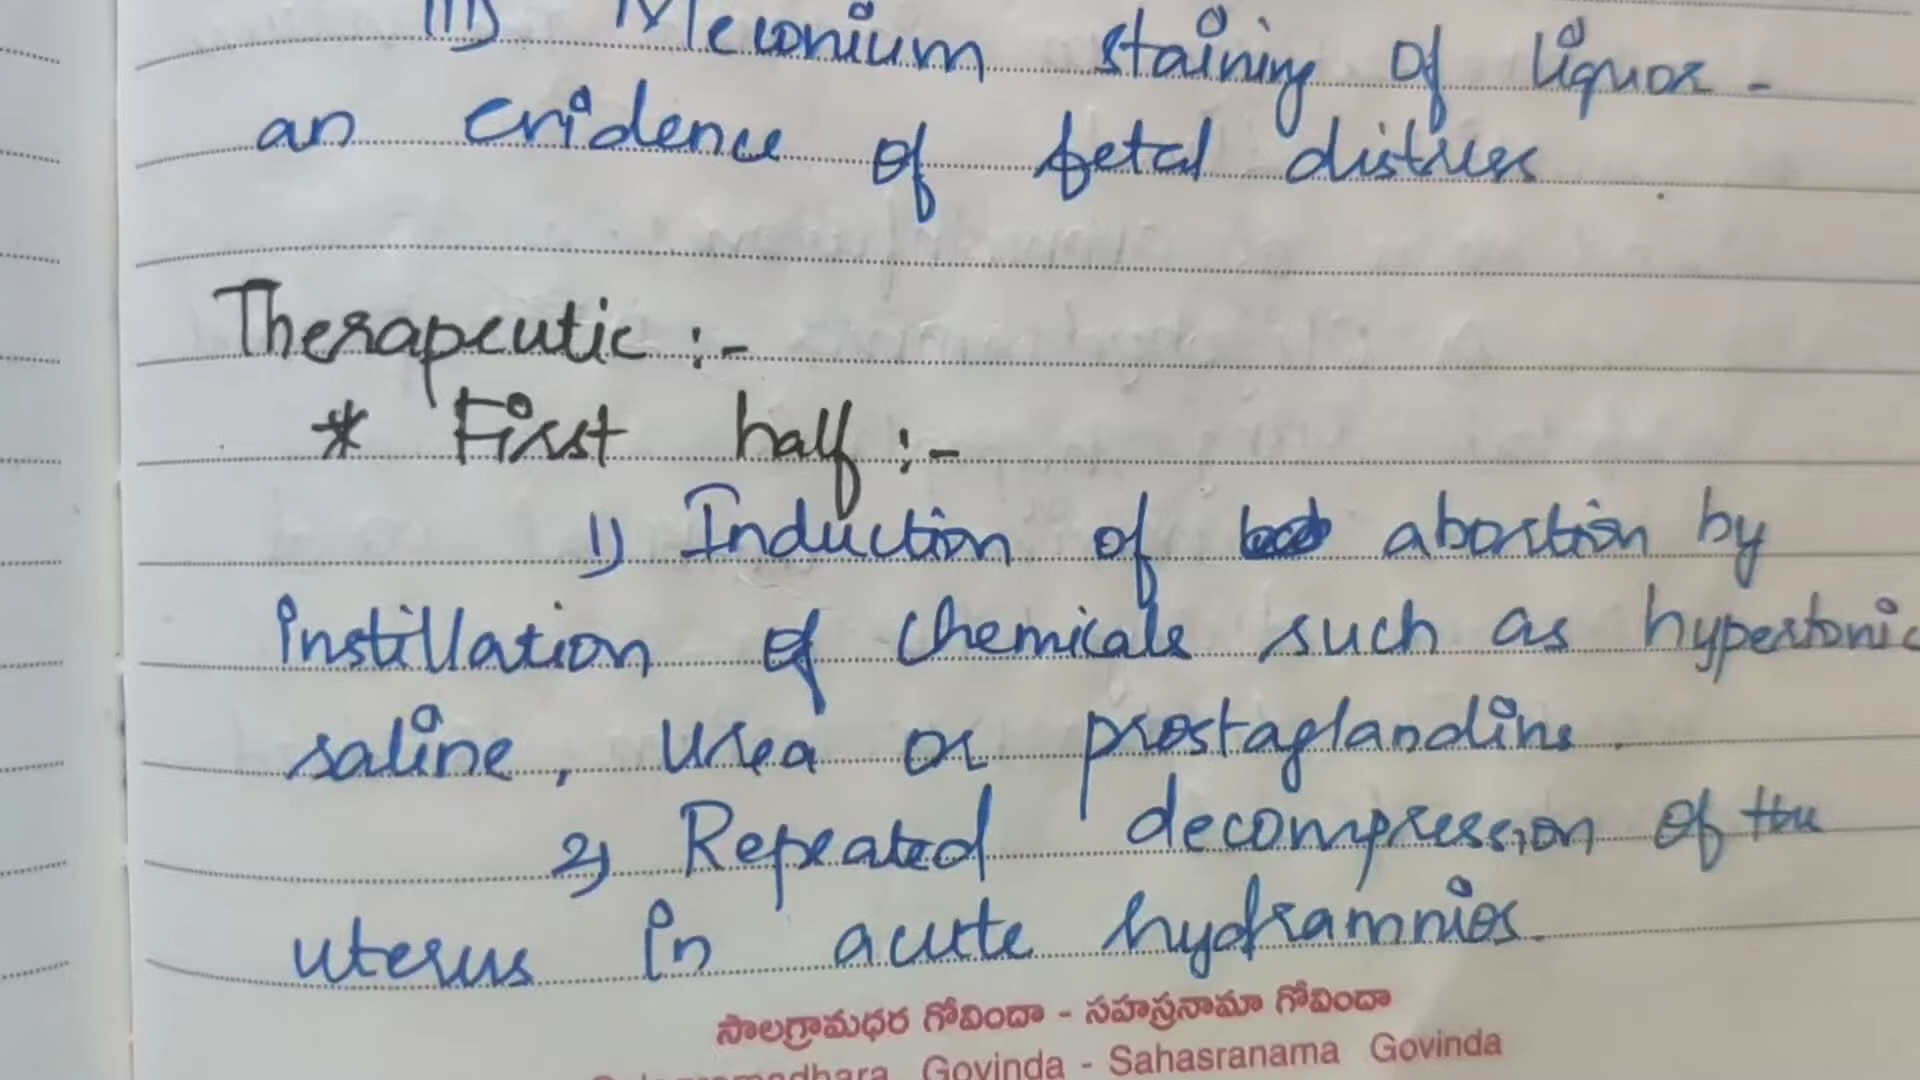 iii) Meconium staining of liquor -
an evidence of fetal distress
Therapeutic :-
* First half :-
1) Induction of abortion by
instillation of chemicals such as hypertonic
saline, urea or prostaglandins.
2) Repeated decompression of the
uterus in acute hydramnios.
సాలగ్రామధర గోవిందా - సహస్రనామా గోవిందా
Govinda - Sahasranama Govinda